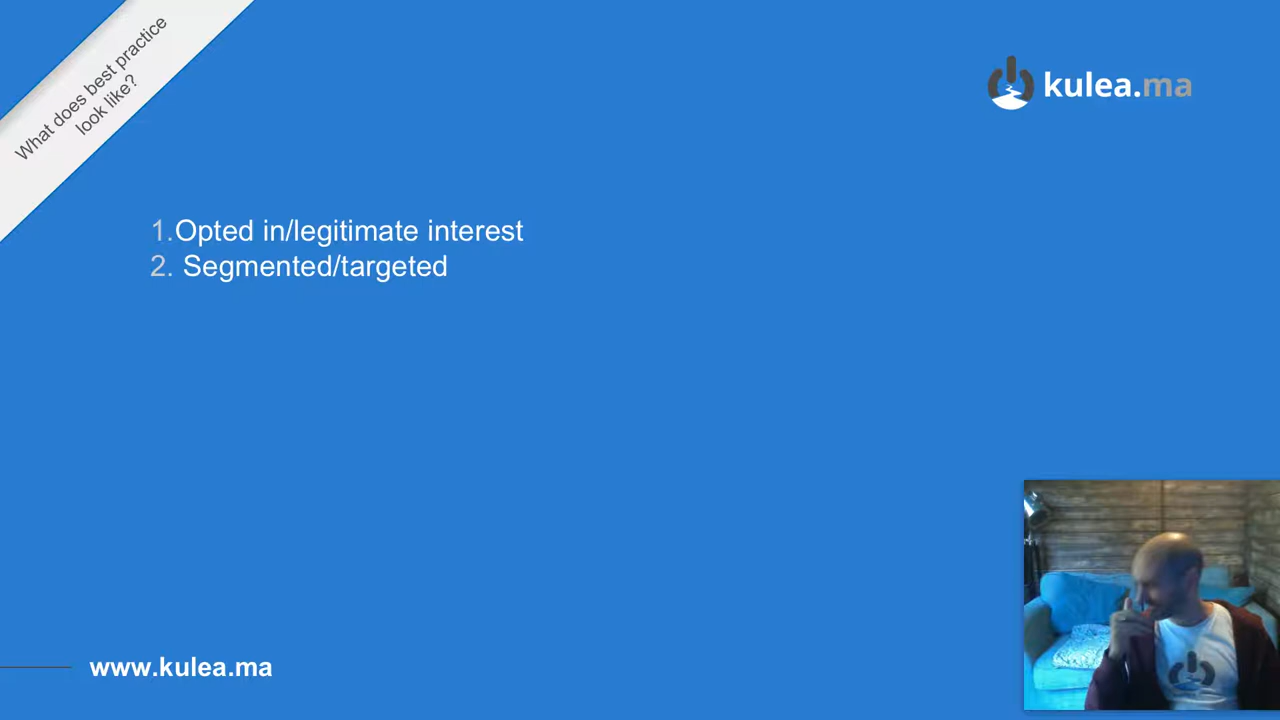 What does best practice
look like?
kulea.ma
1.Opted in/legitimate interest
2. Segmented/targeted
www.kulea.ma